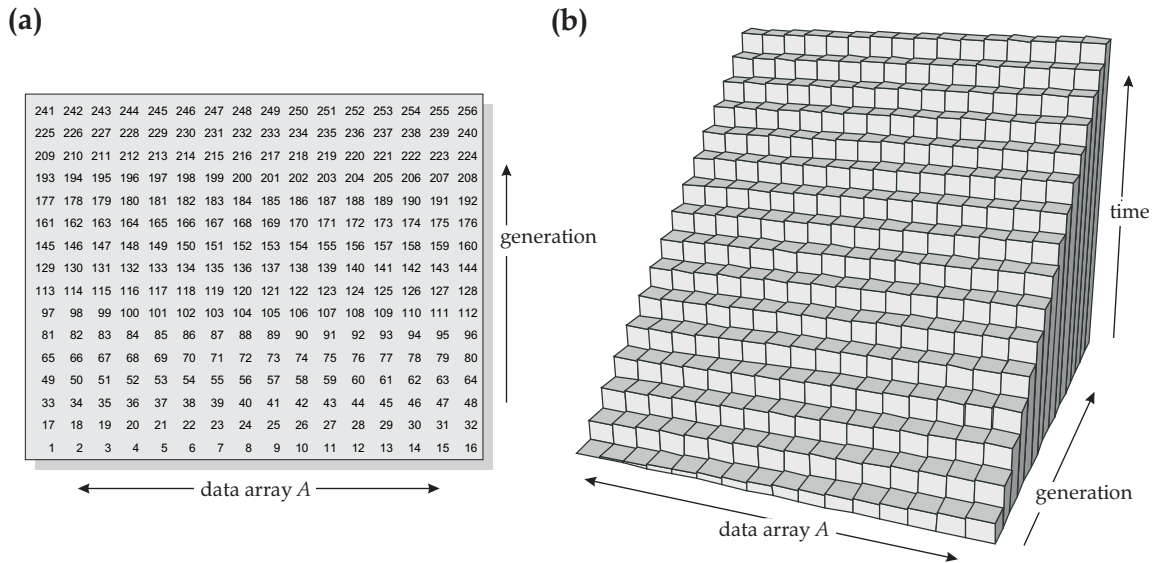 (a)
241 242 243 244 245 246 247 248 249 250 251 252 253 254 255 256
225 226 227 228 229 230 231 232 233 234 235 236 237 238 239 240
209 210 211 212 213 214 215 216 217 218 219 220 221 222 223 224
193 194 195 196 197 198 199 200 201 202 203 204 205 206 207 208
177 178 179 180 181 182 183 184 185 186 187 188 189 190 191 192
161 162 163 164 165 166 167 168 169 170 171 172 173 174 175 176
145 146 147 148 149 150 151 152 153 154 155 156 157 158 159 160
129 130 131 132 133 134 135 136 137 138 139 140 141 142 143 144
113 114 115 116 117 118 119 120 121 122 123 124 125 126 127 128
97 98 99 100 101 102 103 104 105 106 107 108 109 110 111 112
81 82 83 84 85 86 87 88 89 90 91 92 93 94 95 96
65 66 67 68 69 70 71 72 73 74 75 76 77 78 79 80
49 50 51 52 53 54 55 56 57 58 59 60 61 62 63 64
33 34 35 36 37 38 39 40 41 42 43 44 45 46 47 48
17 18 19 20 21 22 23 24 25 26 27 28 29 30 31 32
1 2 3 4 5 6 7 8 9 10 11 12 13 14 15 16
generation
data array A
(b)
time
generation
data array A